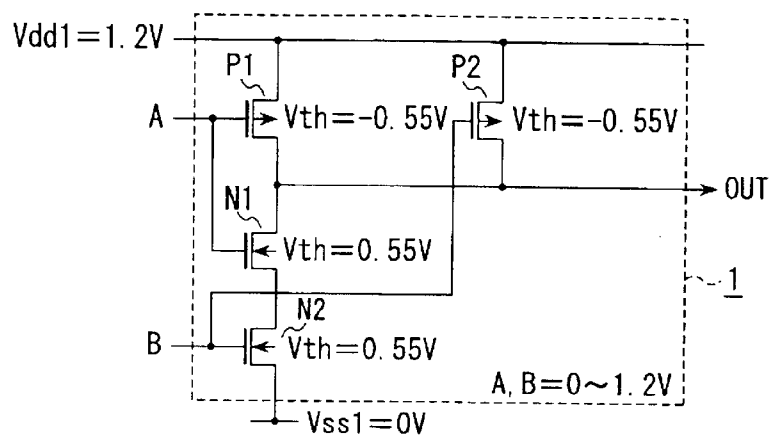 Vdd1=1.2V
P1
P2
A
Vth=-0.55V
Vth=-0.55V
OUT
N1
Vth=0.55V
1
N2
B
Vth=0.55V
A, B=0~1.2V
Vss1=0V